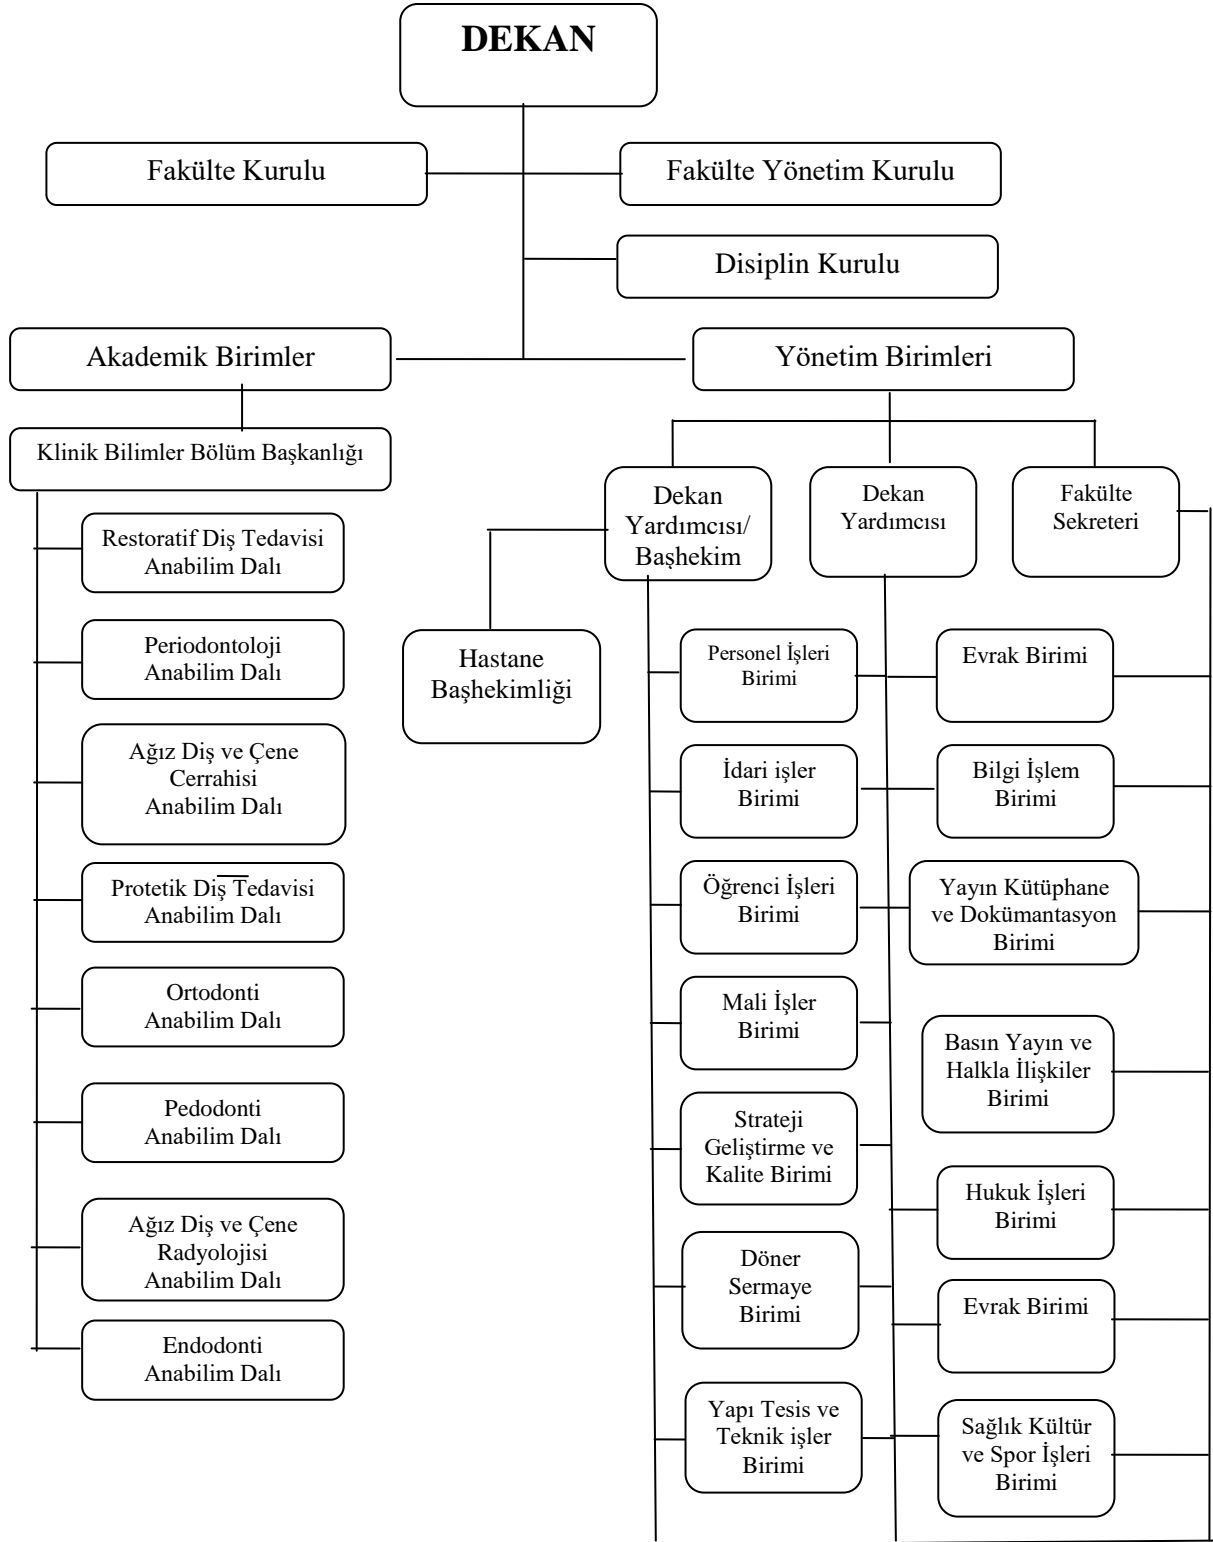 DEKAN
Fakülte Kurulu
Fakülte Yönetim Kurulu
Disiplin Kurulu
Akademik Birimler
Yönetim Birimleri
Klinik Bilimler Bölüm Başkanlığı
Restoratif Diş Tedavisi
Anabilim Dalı
Periodontoloji
Anabilim Dalı
Ağız Diş ve Çene
Cerrahisi
Anabilim Dalı
Protetik Diş Tedavisi
Anabilim Dalı
Ortodonti
Anabilim Dalı
Pedodonti
Anabilim Dalı
Ağız Diş ve Çene
Radyolojisi
Anabilim Dalı
Endodonti
Anabilim Dalı
Dekan
Yardımcısı/
Başhekim
Dekan
Yardımcısı
Fakülte
Sekreteri
Hastane
Başhekimliği
Personel İşleri
Birimi
İdari işler
Birimi
Öğrenci İşleri
Birimi
Mali İşler
Birimi
Strateji
Geliştirme ve
Kalite Birimi
Döner
Sermaye
Birimi
Yapı Tesis ve
Teknik işler
Birimi
Evrak Birimi
Bilgi İşlem
Birimi
Yayın Kütüphane
ve Dokümantasyon
Birimi
Basın Yayın ve
Halkla İlişkiler
Birimi
Hukuk İşleri
Birimi
Evrak Birimi
Sağlık Kültür
ve Spor İşleri
Birimi